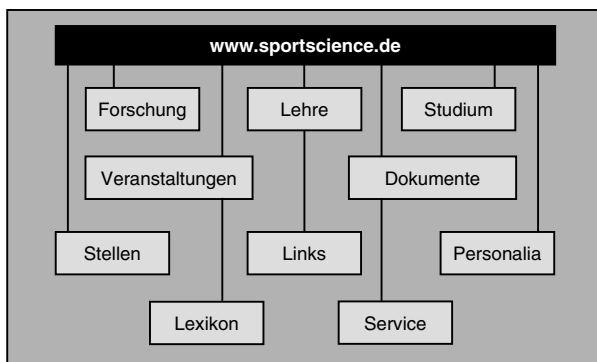 www.sportscience.de
Forschung
Lehre
Studium
Veranstaltungen
Dokumente
Stellen
Links
Personalia
Lexikon
Service